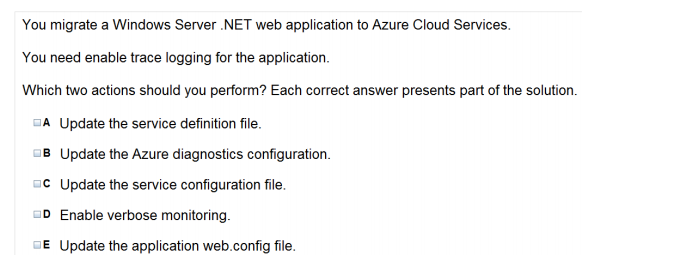 You migrate a Windows Server .NET web application to Azure Cloud Services.
You need enable trace logging for the application.
Which two actions should you perform? Each correct answer presents part of the solution.
A Update the service definition file.
B Update the Azure diagnostics configuration.
C Update the service configuration file.
D Enable verbose monitoring.
E Update the application web.config file.